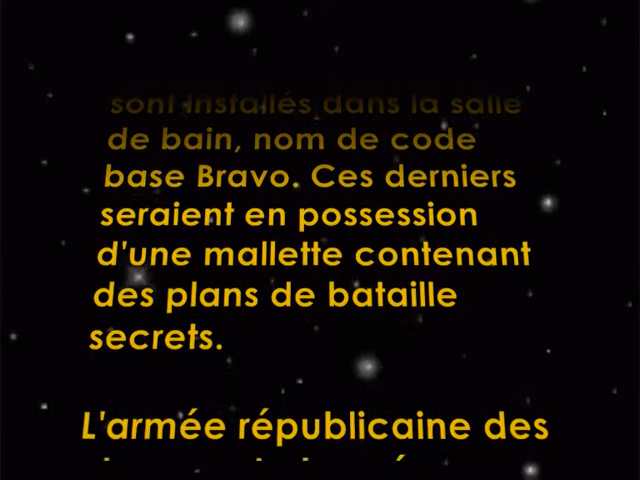 sont installés dans la salle
de bain, nom de code
base Bravo. Ces derniers
seraient en possession
d'une mallette contenant
des plans de bataille
secrets.
L'armée républicaine des